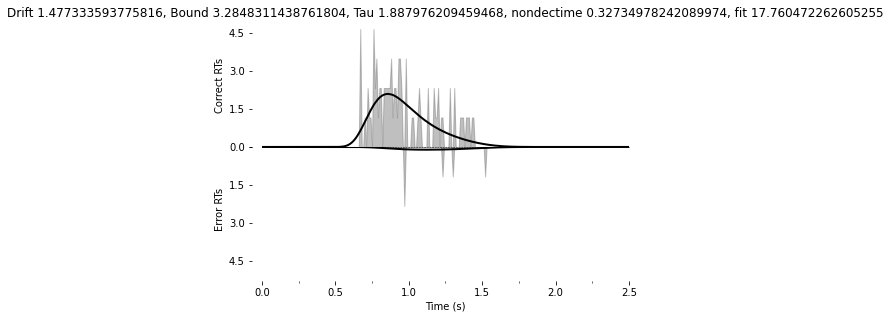 Drift 1.477333593775816, Bound 3.2848311438761804, Tau 1.887976209459468, nondectime 0.32734978242089974, fit 17.760472262605255
4.5
3.0
1.5
0.0
1.5
3.0
4.5
Correct RTs
Error RTs
0.0 0.5 1.0 1.5 2.0 2.5
Time (s)